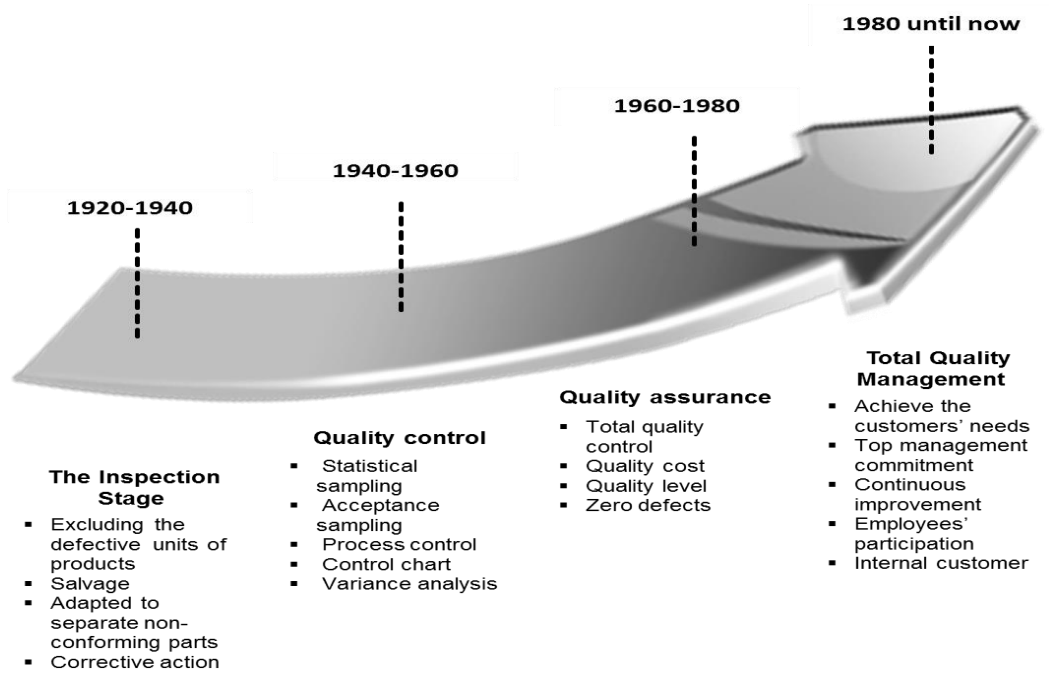 1920-1940
The Inspection
Stage
▪ Excluding the
defective units of
products
▪ Salvage
▪ Adapted to
separate non-
conforming parts
▪ Corrective action
1940-1960
Quality control
▪ Statistical
sampling
▪ Acceptance
sampling
▪ Process control
▪ Control chart
▪ Variance analysis
1960-1980
Quality assurance
▪ Total quality
control
▪ Quality cost
▪ Quality level
▪ Zero defects
1980 until now
Total Quality
Management
▪ Achieve the
customers’ needs
▪ Top management
commitment
▪ Continuous
improvement
▪ Employees’
participation
▪ Internal customer